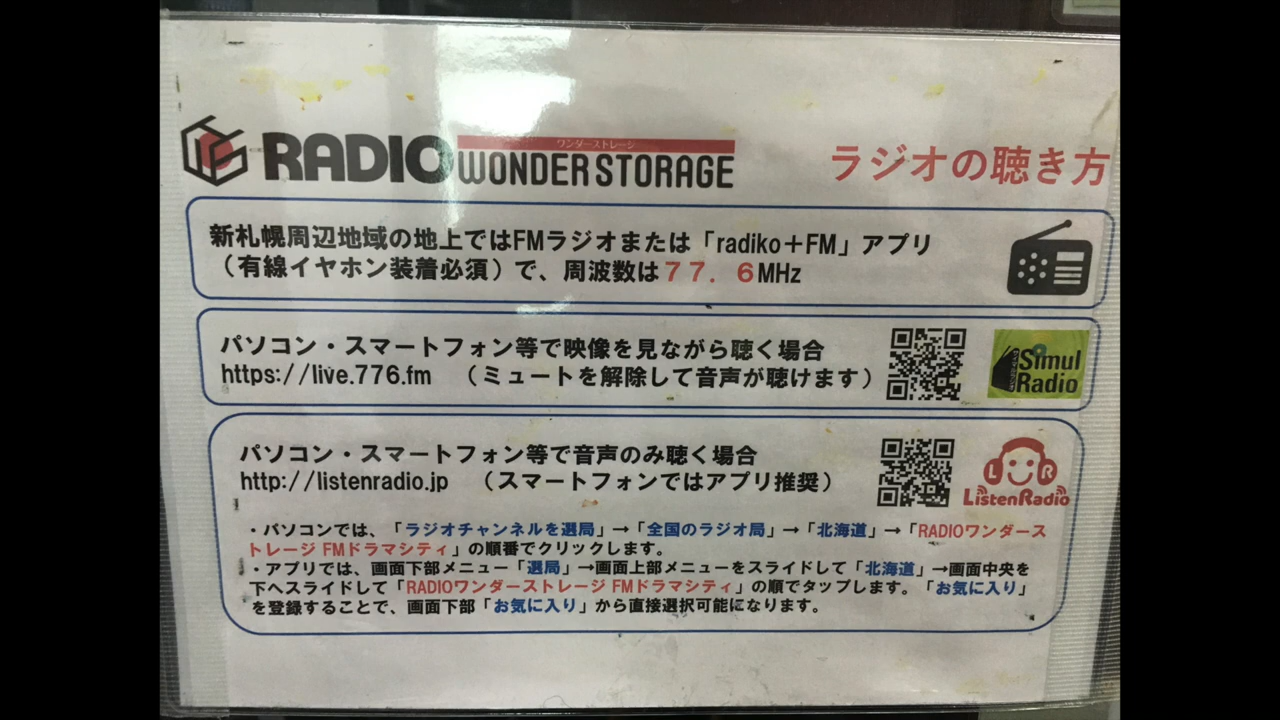 RADIO WONDER STORAGE
ワンダーストレージ
ラジオの聴き方
新札幌周辺地域の地上ではFMラジオまたは「radiko＋FM」アプリ
（有線イヤホン装着必須）で、周波数は７７．６MHz
パソコン・スマートフォン等で映像を見ながら聴く場合
https://live.776.fm （ミュートを解除して音声が聴けます）
Simul
Radio
パソコン・スマートフォン等で音声のみ聴く場合
http://listenradio.jp （スマートフォンではアプリ推奨）
L R
ListenRadio
・パソコンでは、「ラジオチャンネルを選局」→「全国のラジオ局」→「北海道」→「RADIOワンダース
トレージ FMドラマシティ」の順番でクリックします。
・アプリでは、画面下部メニュー「選局」→画面上部メニューをスライドして「北海道」→画面中央を
下へスライドして「RADIOワンダーストレージ FMドラマシティ」の順でタップします。「お気に入り」
を登録することで、画面下部「お気に入り」から直接選択可能になります。